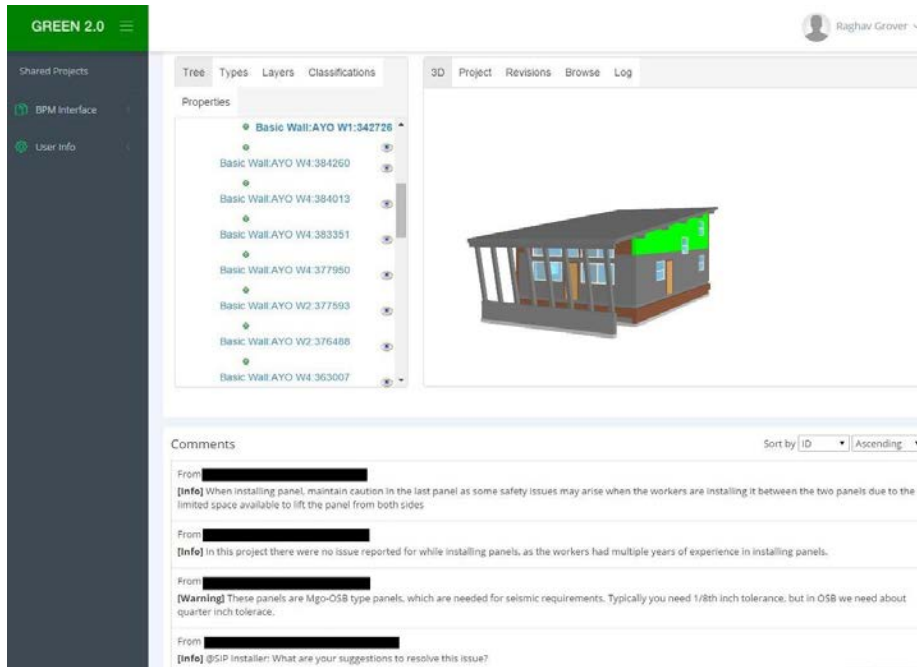 GREEN 2.0
Raghav Grover
Shared Projects
BPM Interface
User Info
Tree Types Layers Classifications
Properties
3D Project Revisions Browse Log
Basic Wall:AYO W1:342726
Basic Wall:AYO W4:384260
Basic Wall:AYO W4:384013
Basic Wall:AYO W4:383351
Basic Wall:AYO W4:377950
Basic Wall:AYO W2:377593
Basic Wall:AYO W2:376488
Basic Wall:AYO W4:363007
Comments
Sort by ID Ascending
From
[Info] When installing panel, maintain caution in the last panel as some safety issues may arise when the workers are installing it between the two panels due to the
limited space available to lift the panel from both sides
From
[Info] In this project there were no issue reported for while installing panels, as the workers had multiple years of experience in installing panels.
From
[Warning] These panels are Mgo-OSB type panels, which are needed for seismic requirements. Typically you need 1/8th inch tolerance, but in OSB we need about
quarter inch tolerace.
From
[Info] @SIP Installer: What are your suggestions to resolve this issue?